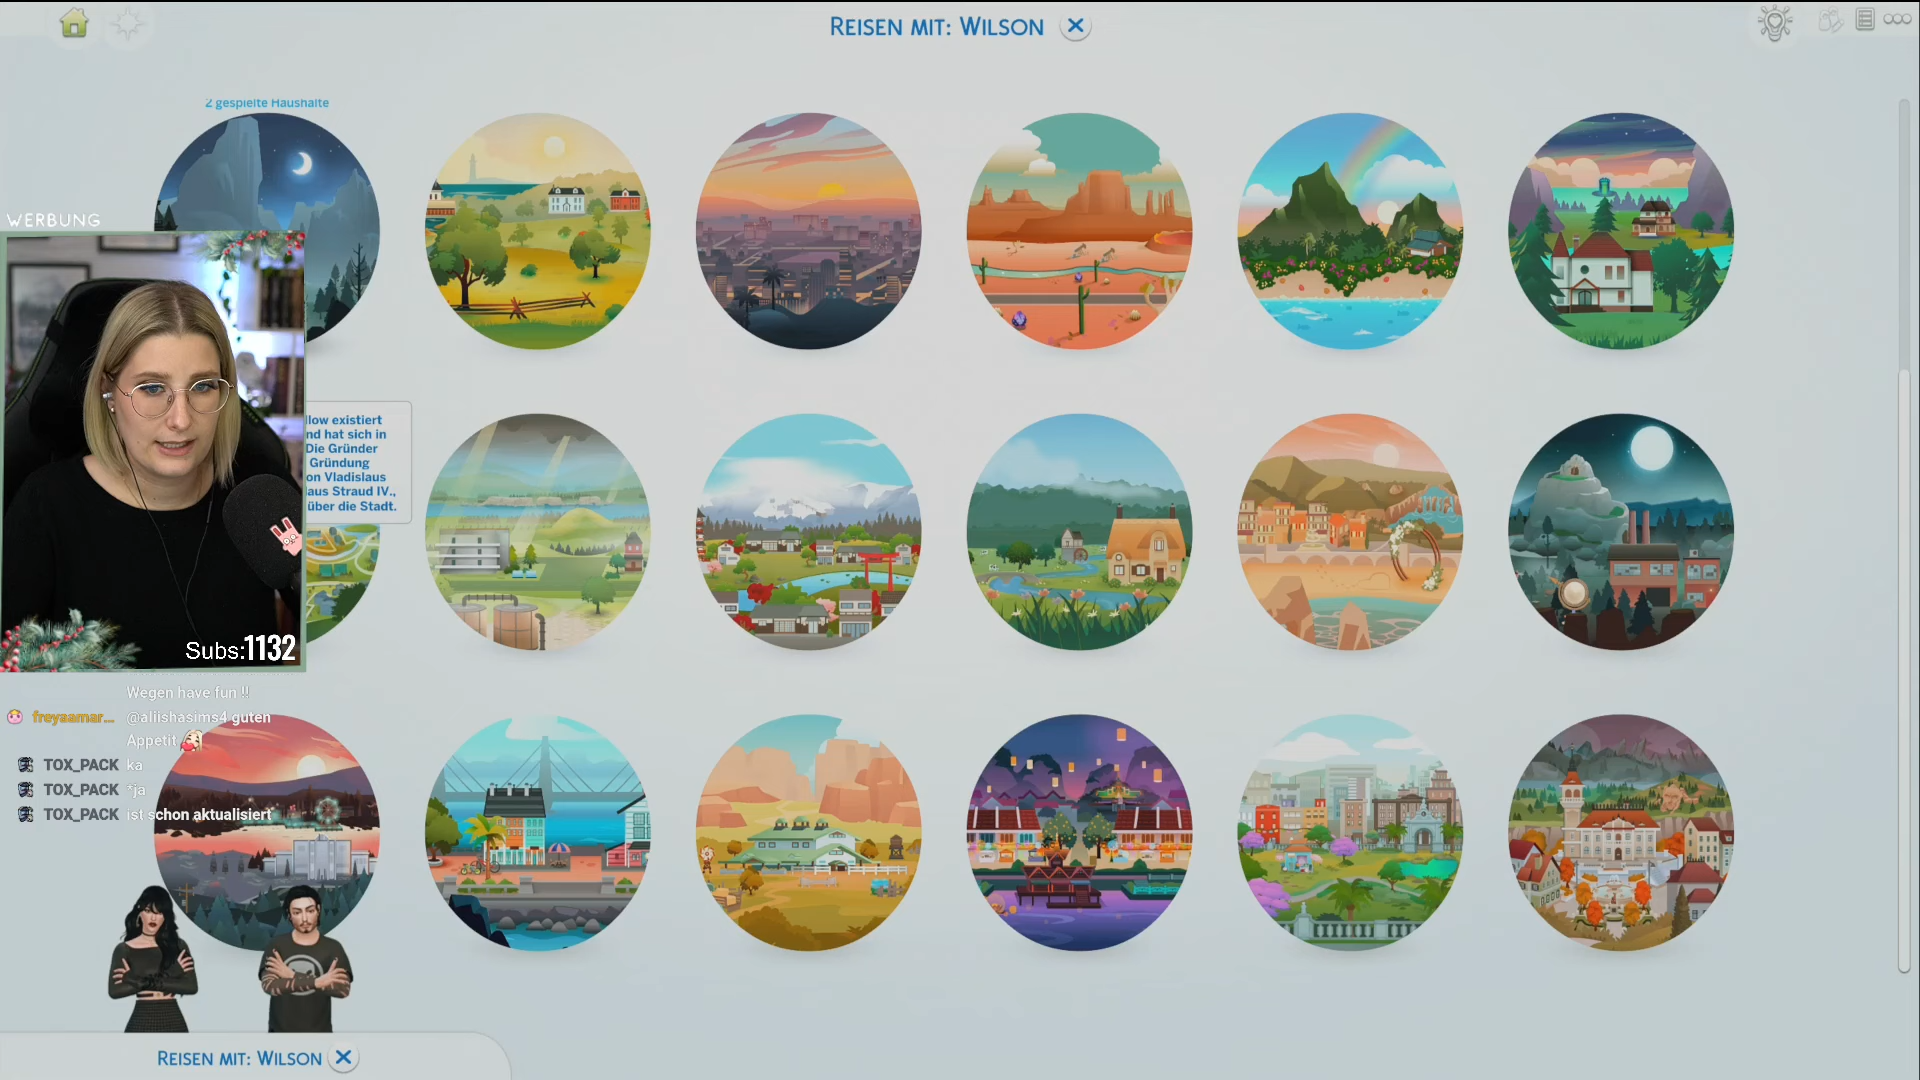 REISEN MIT: WILSON
2 gespielte Haushalte
WERBUNG
llow existiert
nd hat sich in
Die Gründer
Gründung
on Vladislaus
aus Straud IV.,
über die Stadt.
Subs:1132
Wegen have fun !!
freyaamar... @aliishasims4 guten
Appetit
TOX_PACK ka
TOX_PACK *ja
TOX_PACK ist schon aktualisiert
REISEN MIT: WILSON